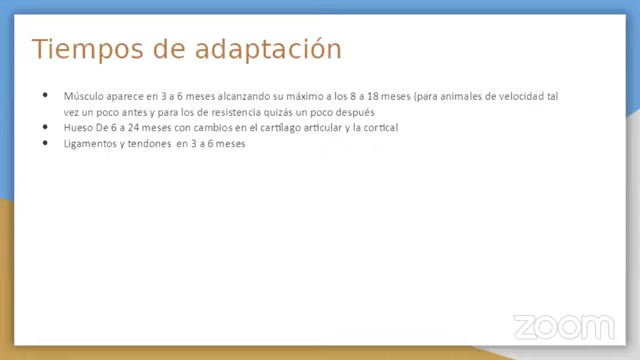 Tiempos de adaptación
• Músculo aparece en 3 a 6 meses alcanzando su máximo a los 8 a 18 meses (para animales de velocidad tal
vez un poco antes y para los de resistencia quizás un poco después
• Hueso De 6 a 24 meses con cambios en el cartílago articular y la cortical
• Ligamentos y tendones en 3 a 6 meses
zoom